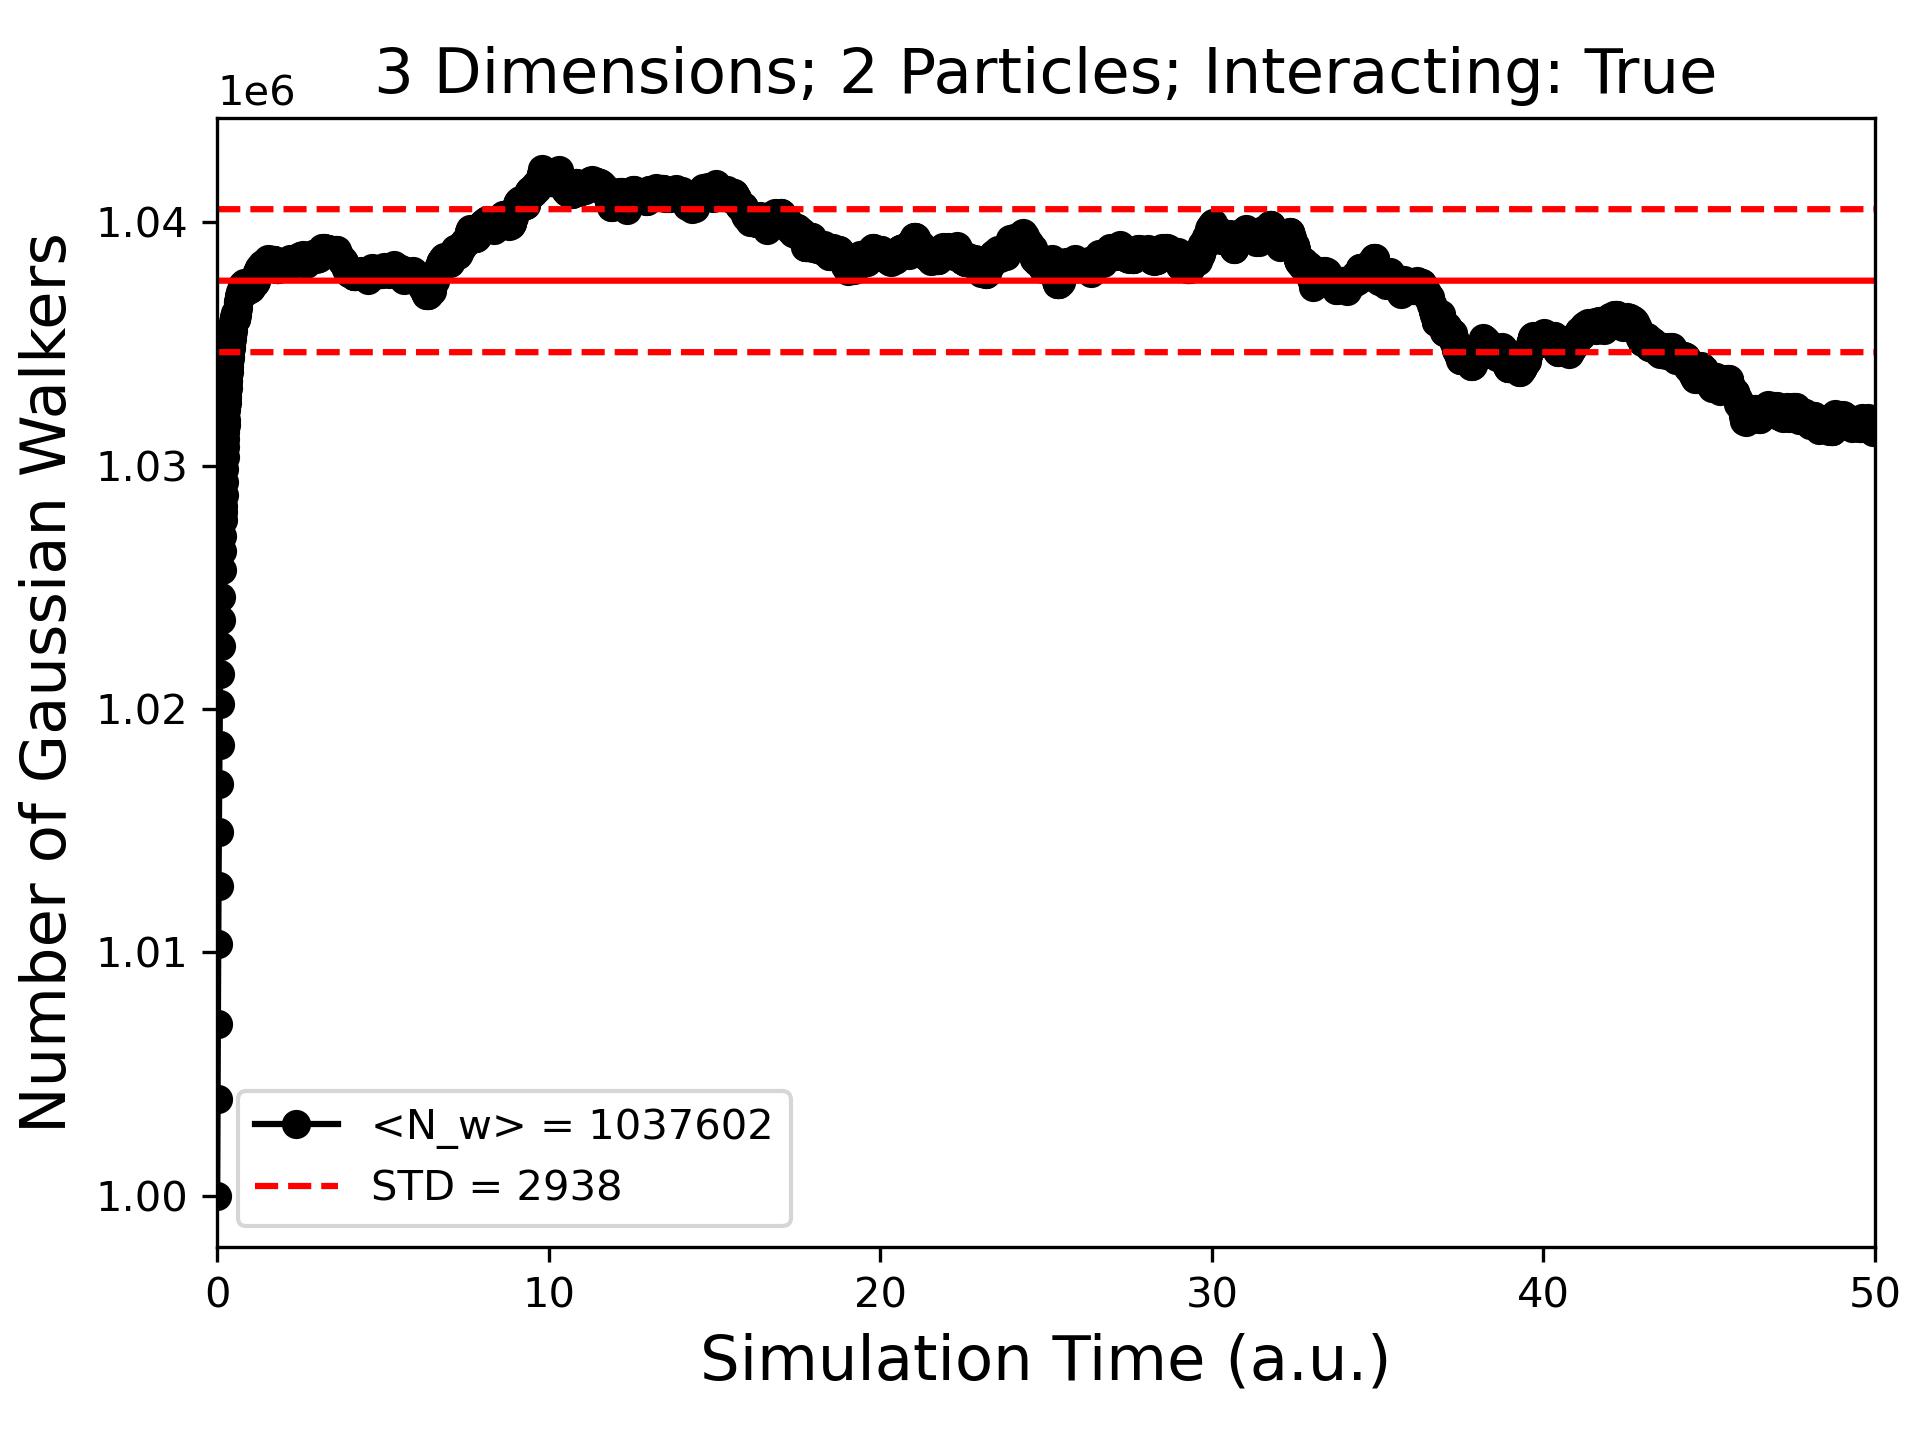 3 Dimensions; 2 Particles; Interacting: True
1e6
1.04
1.03
1.02
1.01
1.00
Number of Gaussian Walkers
<N_w> = 1037602
STD = 2938
0 10 20 30 40 50
Simulation Time (a.u.)